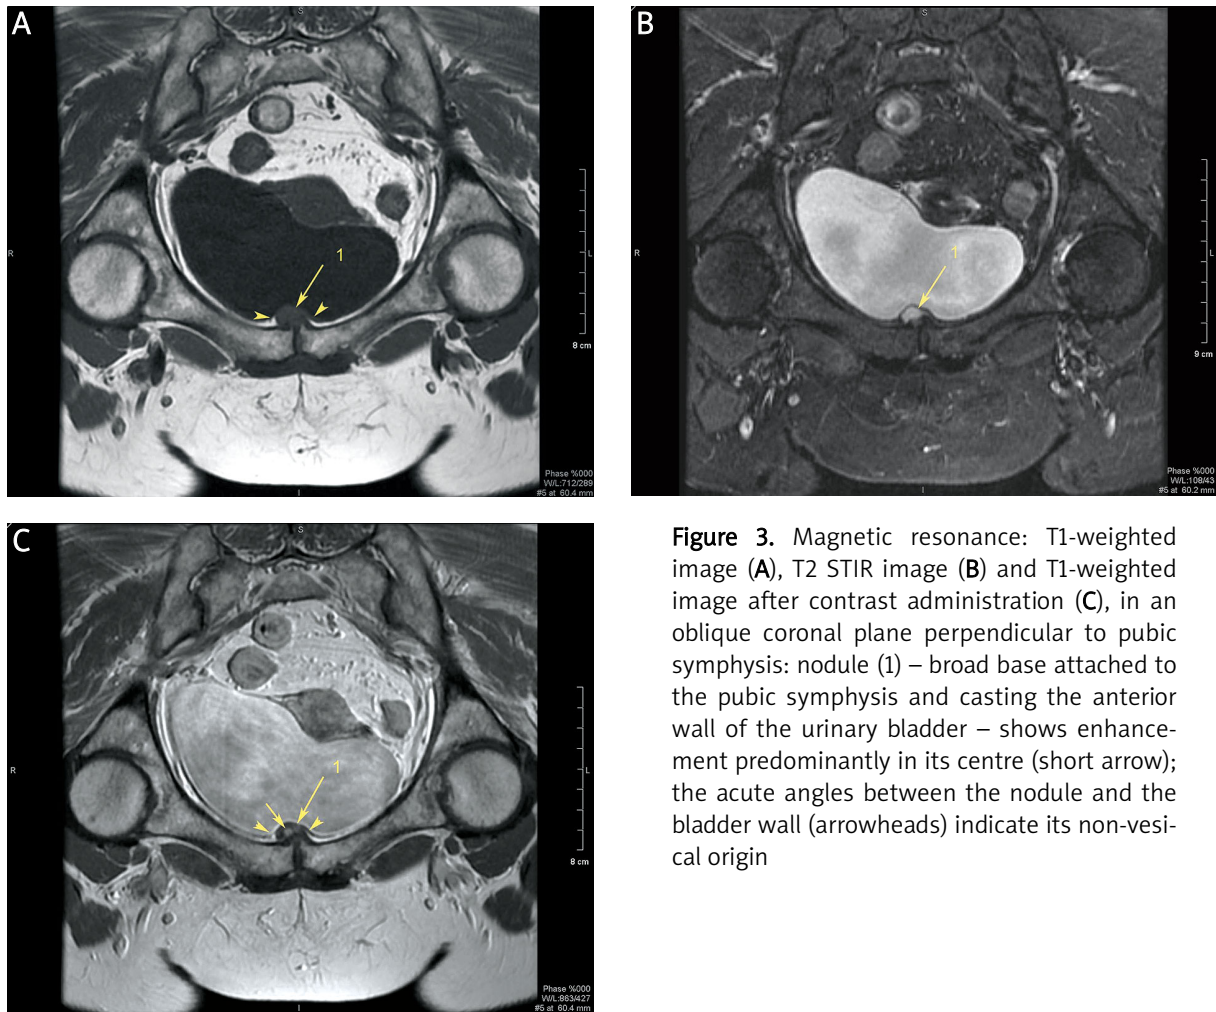 A
S
1
R
L
8 cm
Phase %000
W/L:712/289
#5 at 60.4 mm
I
B
S
1
R
L
9 cm
Phase %000
W/L:108/43
#5 at 60.2 mm
I
C
S
1
R
L
8 cm
Phase %000
W/L:863/427
#5 at 60.4 mm
I
Figure 3. Magnetic resonance: T1-weighted
image (A), T2 STIR image (B) and T1-weighted
image after contrast administration (C), in an
oblique coronal plane perpendicular to pubic
symphysis: nodule (1) – broad base attached to
the pubic symphysis and casting the anterior
wall of the urinary bladder – shows enhance-
ment predominantly in its centre (short arrow);
the acute angles between the nodule and the
bladder wall (arrowheads) indicate its non-vesi-
cal origin